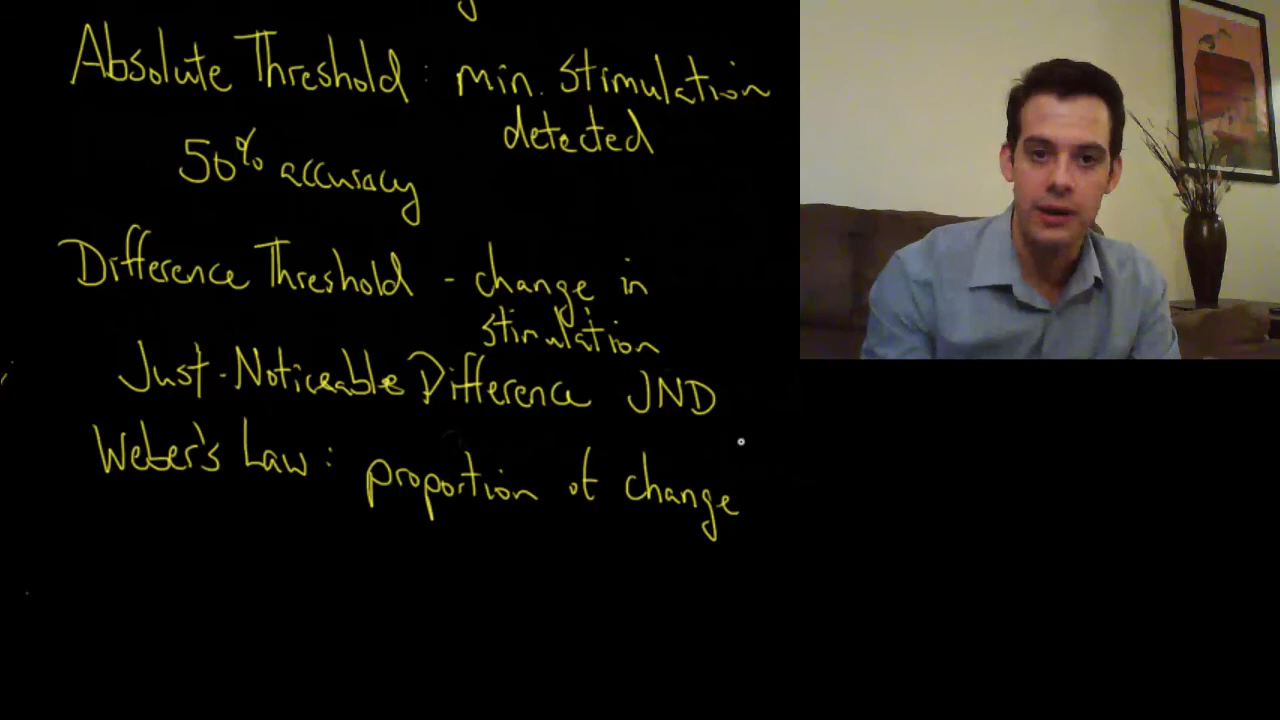 Absolute Threshold: min. stimulation
detected
50% accuracy
Difference Threshold - change in
stimulation
Just-Noticeable Difference JND
Weber's Law: proportion of change